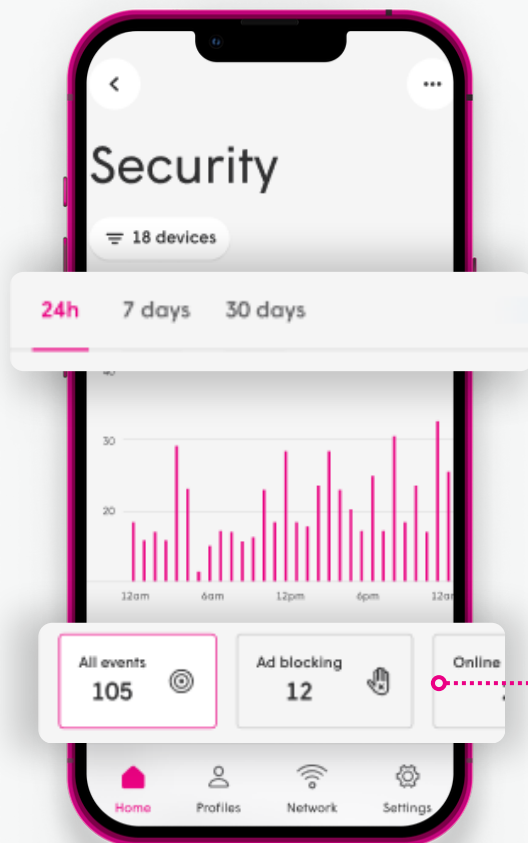 Security
18 devices
24h 7 days 30 days
40
30
20
12am 6am 12pm 6pm
All events Ad blocking Online
105 12
Home Profiles Network Settings